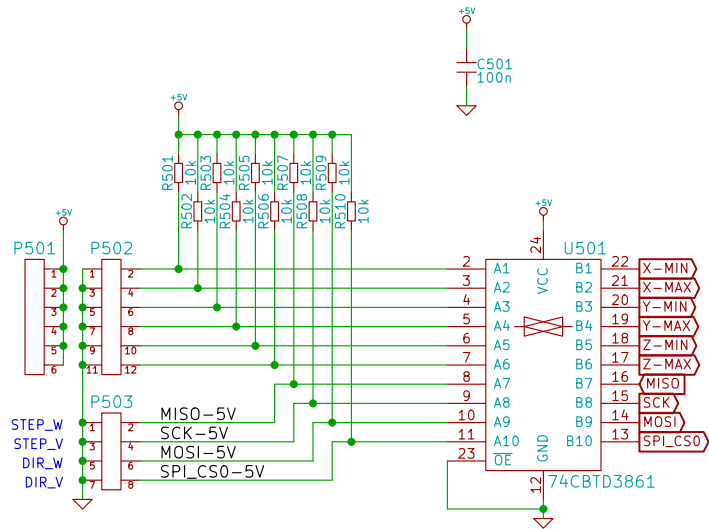 +5V
C501
100n
+5V
R501 10k
R503 10k
R505 10k
R507 10k
R509 10k
R502 10k
R504 10k
R506 10k
R508 10k
R510 10k
+5V
+5V
P501
P502
U501
24
VCC
1 1 2
2 3 4
3 5 6
4 7 8
5 9 10
6 11 12
2 A1 B1 22 X-MIN
3 A2 B2 21 X-MAX
4 A3 B3 20 Y-MIN
5 A4 B4 19 Y-MAX
6 A5 B5 18 Z-MIN
7 A6 B6 17 Z-MAX
8 A7 B7 16 MISO
9 A8 B8 15 SCK
10 A9 B9 14 MOSI
11 A10 B10 13 SPI_CS0
23 OE
GND
12
74CBTD3861
P503
STEP_W 1 2 MISO-5V
STEP_V 3 4 SCK-5V
DIR_W 5 6 MOSI-5V
DIR_V 7 8 SPI_CS0-5V